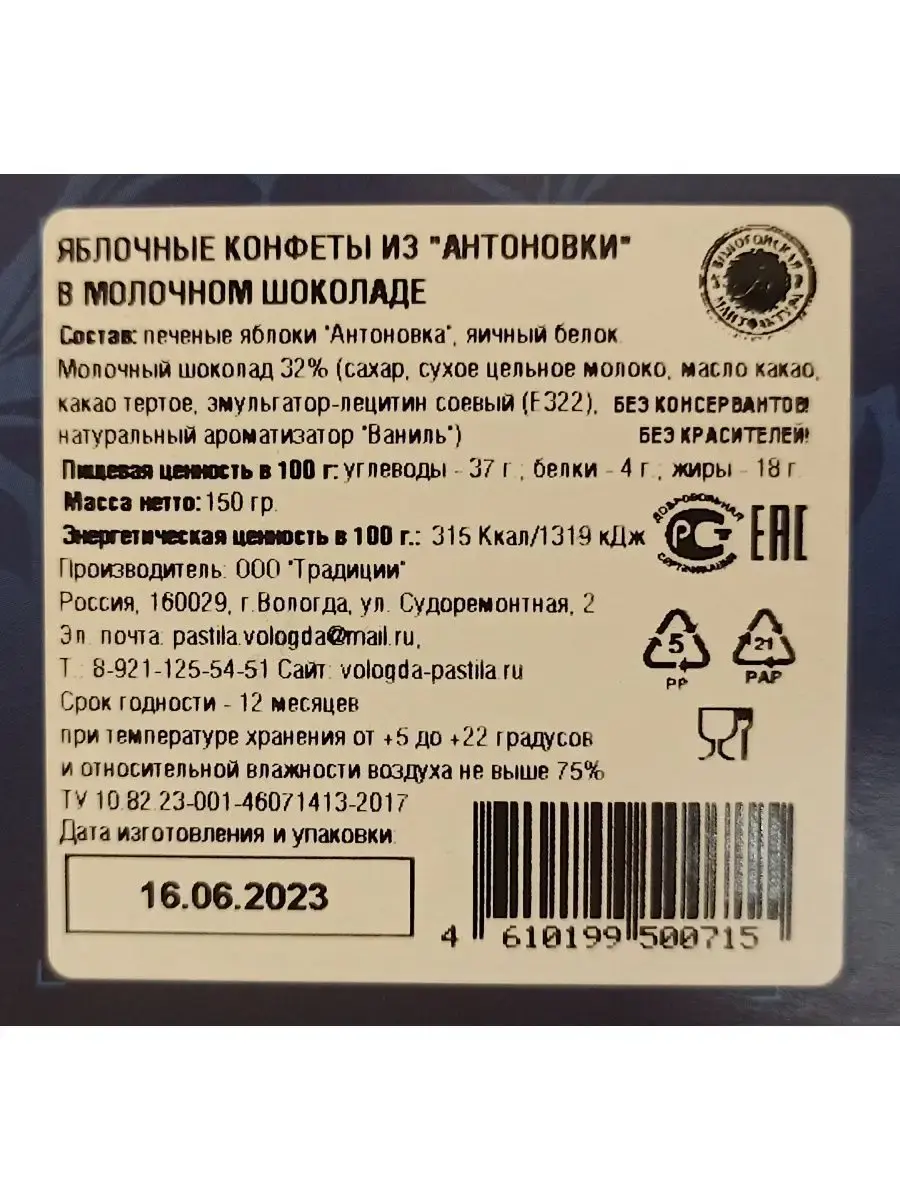 ЯБЛОЧНЫЕ КОНФЕТЫ ИЗ "АНТОНОВКИ"
В МОЛОЧНОМ ШОКОЛАДЕ
ВОЛОГОДСКАЯ МАНУФАКТУРА
Состав: печеные яблоки "Антоновка", яичный белок.
Молочный шоколад 32% (сахар, сухое цельное молоко, масло какао,
какао тертое, эмульгатор-лецитин соевый (Е322), БЕЗ КОНСЕРВАНТОВ!
натуральный ароматизатор "Ваниль") БЕЗ КРАСИТЕЛЕЙ!
Пищевая ценность в 100 г: углеводы - 37 г., белки - 4 г., жиры - 18 г.
Масса нетто: 150 гр.
Энергетическая ценность в 100 г.: 315 Ккал/1319 кДж
ДОБРОВОЛЬНАЯ СЕРТИФИКАЦИЯ
EAC
Производитель: ООО "Традиции"
Россия, 160029, г.Вологда, ул. Судоремонтная, 2
Эл. почта: pastila.vologda@mail.ru,
Т.: 8-921-125-54-51 Сайт: vologda-pastila.ru
5 21
PP PAP
Срок годности - 12 месяцев
при температуре хранения от +5 до +22 градусов
и относительной влажности воздуха не выше 75%
ТУ 10.82.23-001-46071413-2017
Дата изготовления и упаковки:
16.06.2023
4 610199 500715